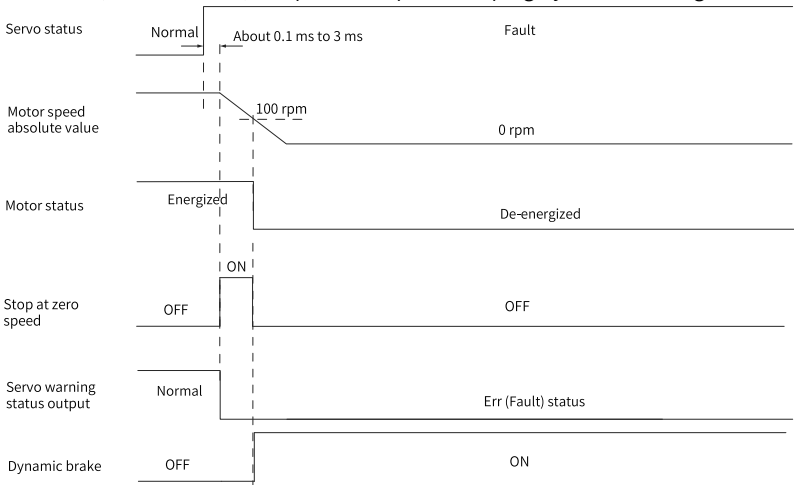 Servo status
Normal
About 0.1 ms to 3 ms
Fault
Motor speed
absolute value
100 rpm
0 rpm
Motor status
Energized
De-energized
Stop at zero
speed
OFF
ON
OFF
Servo warning
status output
Normal
Err (Fault) status
Dynamic brake
OFF
ON